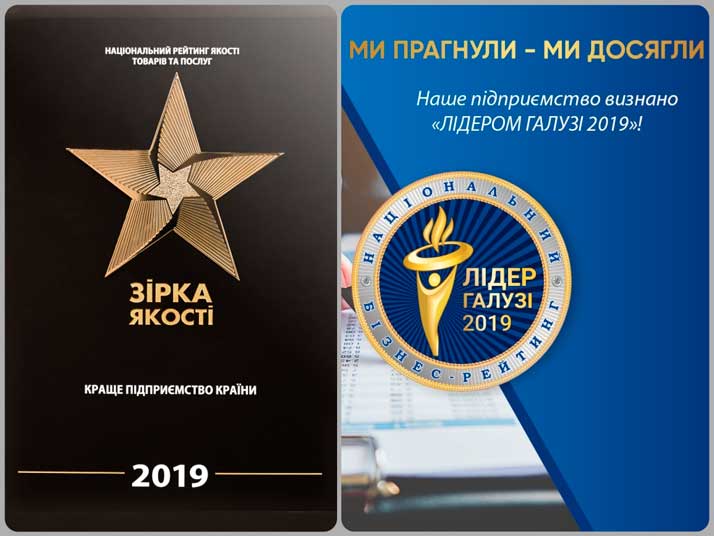 НАЦІОНАЛЬНИЙ РЕЙТИНГ ЯКОСТІ
ТОВАРІВ ТА ПОСЛУГ
ЗІРКА
ЯКОСТІ
КРАЩЕ ПІДПРИЄМСТВО КРАЇНИ
2019
МИ ПРАГНУЛИ - МИ ДОСЯГЛИ
Наше підприємство визнано
«ЛІДЕРОМ ГАЛУЗІ 2019»!
НАЦІОНАЛЬНИЙ
ЛІДЕР
ГАЛУЗІ
2019
БІЗНЕС-РЕЙТИНГ